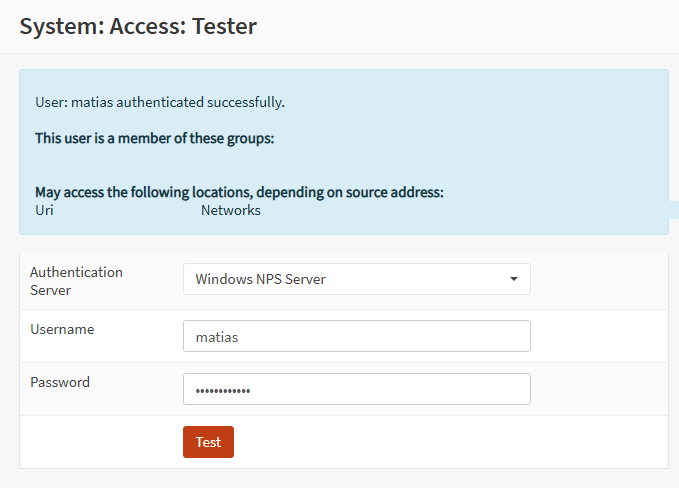 System: Access: Tester
User: matias authenticated successfully.
This user is a member of these groups:
May access the following locations, depending on source address:
Uri Networks
Authentication Server
Windows NPS Server
Username
matias
Password
••••••••••••
Test